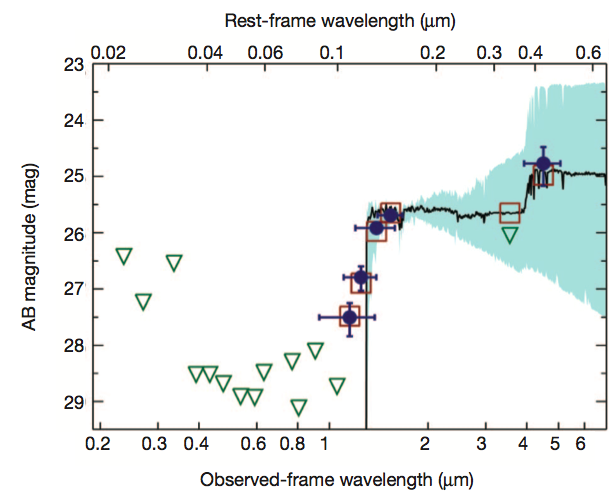 Rest-frame wavelength (μm)
0.02 0.04 0.06 0.1 0.2 0.3 0.4 0.6
23
24
25
26
27
28
29
AB magnitude (mag)
0.2 0.3 0.4 0.6 0.8 1 2 3 4 5 6
Observed-frame wavelength (μm)